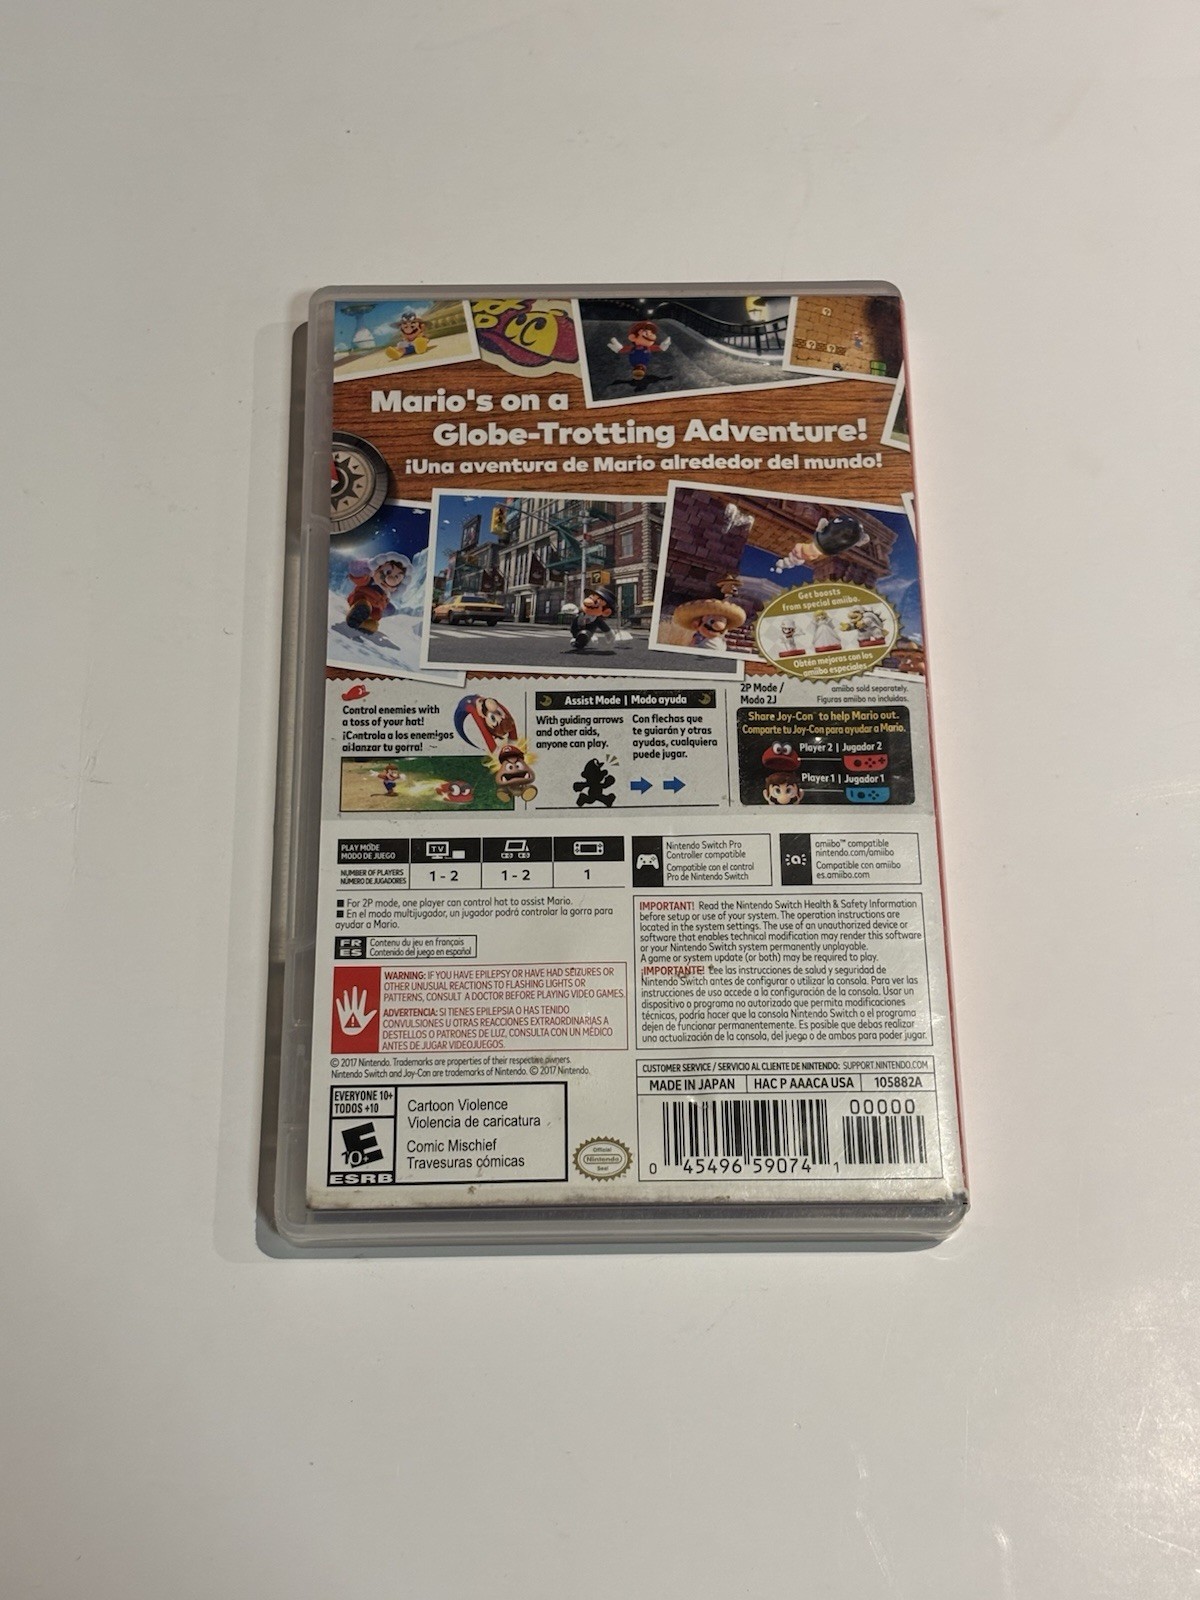 Mario's on a
Globe-Trotting Adventure!
¡Una aventura de Mario alrededor del mundo!
Get boosts
from special amiibo.
Obtén mejoras con los
amiibo especiales.
Control enemies with
a toss of your hat!
¡Controla a los enemigos
al lanzar tu gorra!
Assist Mode | Modo ayuda
With guiding arrows
and other aids,
anyone can play.
Con flechas que
te guiarán y otras
ayudas, cualquiera
puede jugar.
2P Mode /
Modo 2J
amiibo sold separately.
Figuras amiibo no incluidas.
Share Joy-Con™ to help Mario out.
Comparte tu Joy-Con para ayudar a Mario.
Player 2 | Jugador 2
Player 1 | Jugador 1
PLAY MODE
MODO DE JUEGO
TV
NUMBER OF PLAYERS
NÚMERO DE JUGADORES
1 - 2
1 - 2
1
Nintendo Switch Pro
Controller compatible
Compatible con el control
Pro de Nintendo Switch
amiibo™ compatible
nintendo.com/amiibo
Compatible con amiibo
es.amiibo.com
■ For 2P mode, one player can control hat to assist Mario.
■ En el modo multijugador, un jugador podrá controlar la gorra para
ayudar a Mario.
FR
ES
Contenu du jeu en français
Contenido del juego en español
WARNING: IF YOU HAVE EPILEPSY OR HAVE HAD SEIZURES OR
OTHER UNUSUAL REACTIONS TO FLASHING LIGHTS OR
PATTERNS, CONSULT A DOCTOR BEFORE PLAYING VIDEO GAMES.
ADVERTENCIA: SI TIENES EPILEPSIA O HAS TENIDO
CONVULSIONES U OTRAS REACCIONES EXTRAORDINARIAS A
DESTELLOS O PATRONES DE LUZ, CONSULTA CON UN MÉDICO
ANTES DE JUGAR VIDEOJUEGOS.
IMPORTANT! Read the Nintendo Switch Health & Safety Information
before setup or use of your system. The operation instructions are
located in the system settings. The use of an unauthorized device or
software that enables technical modification may render this software
or your Nintendo Switch system permanently unplayable.
A game or system update (or both) may be required to play.
¡IMPORTANTE! Lee las instrucciones de salud y seguridad de
Nintendo Switch antes de configurar o utilizar la consola. Para ver las
instrucciones de uso accede a la configuración de la consola. Usar un
dispositivo o programa no autorizado que permita modificaciones
técnicas, podría hacer que la consola Nintendo Switch o el programa
dejen de funcionar permanentemente. Es posible que debas realizar
una actualización de la consola, del juego o de ambos para poder jugar.
© 2017 Nintendo. Trademarks are properties of their respective owners.
Nintendo Switch and Joy-Con are trademarks of Nintendo. © 2017 Nintendo.
EVERYONE 10+
TODOS +10
E
10+
ESRB
Cartoon Violence
Violencia de caricatura
Comic Mischief
Travesuras cómicas
Official
Nintendo
Seal
CUSTOMER SERVICE / SERVICIO AL CLIENTE DE NINTENDO: SUPPORT.NINTENDO.COM
MADE IN JAPAN
HAC P AAACA USA
105882A
00000
0 45496 59074 1